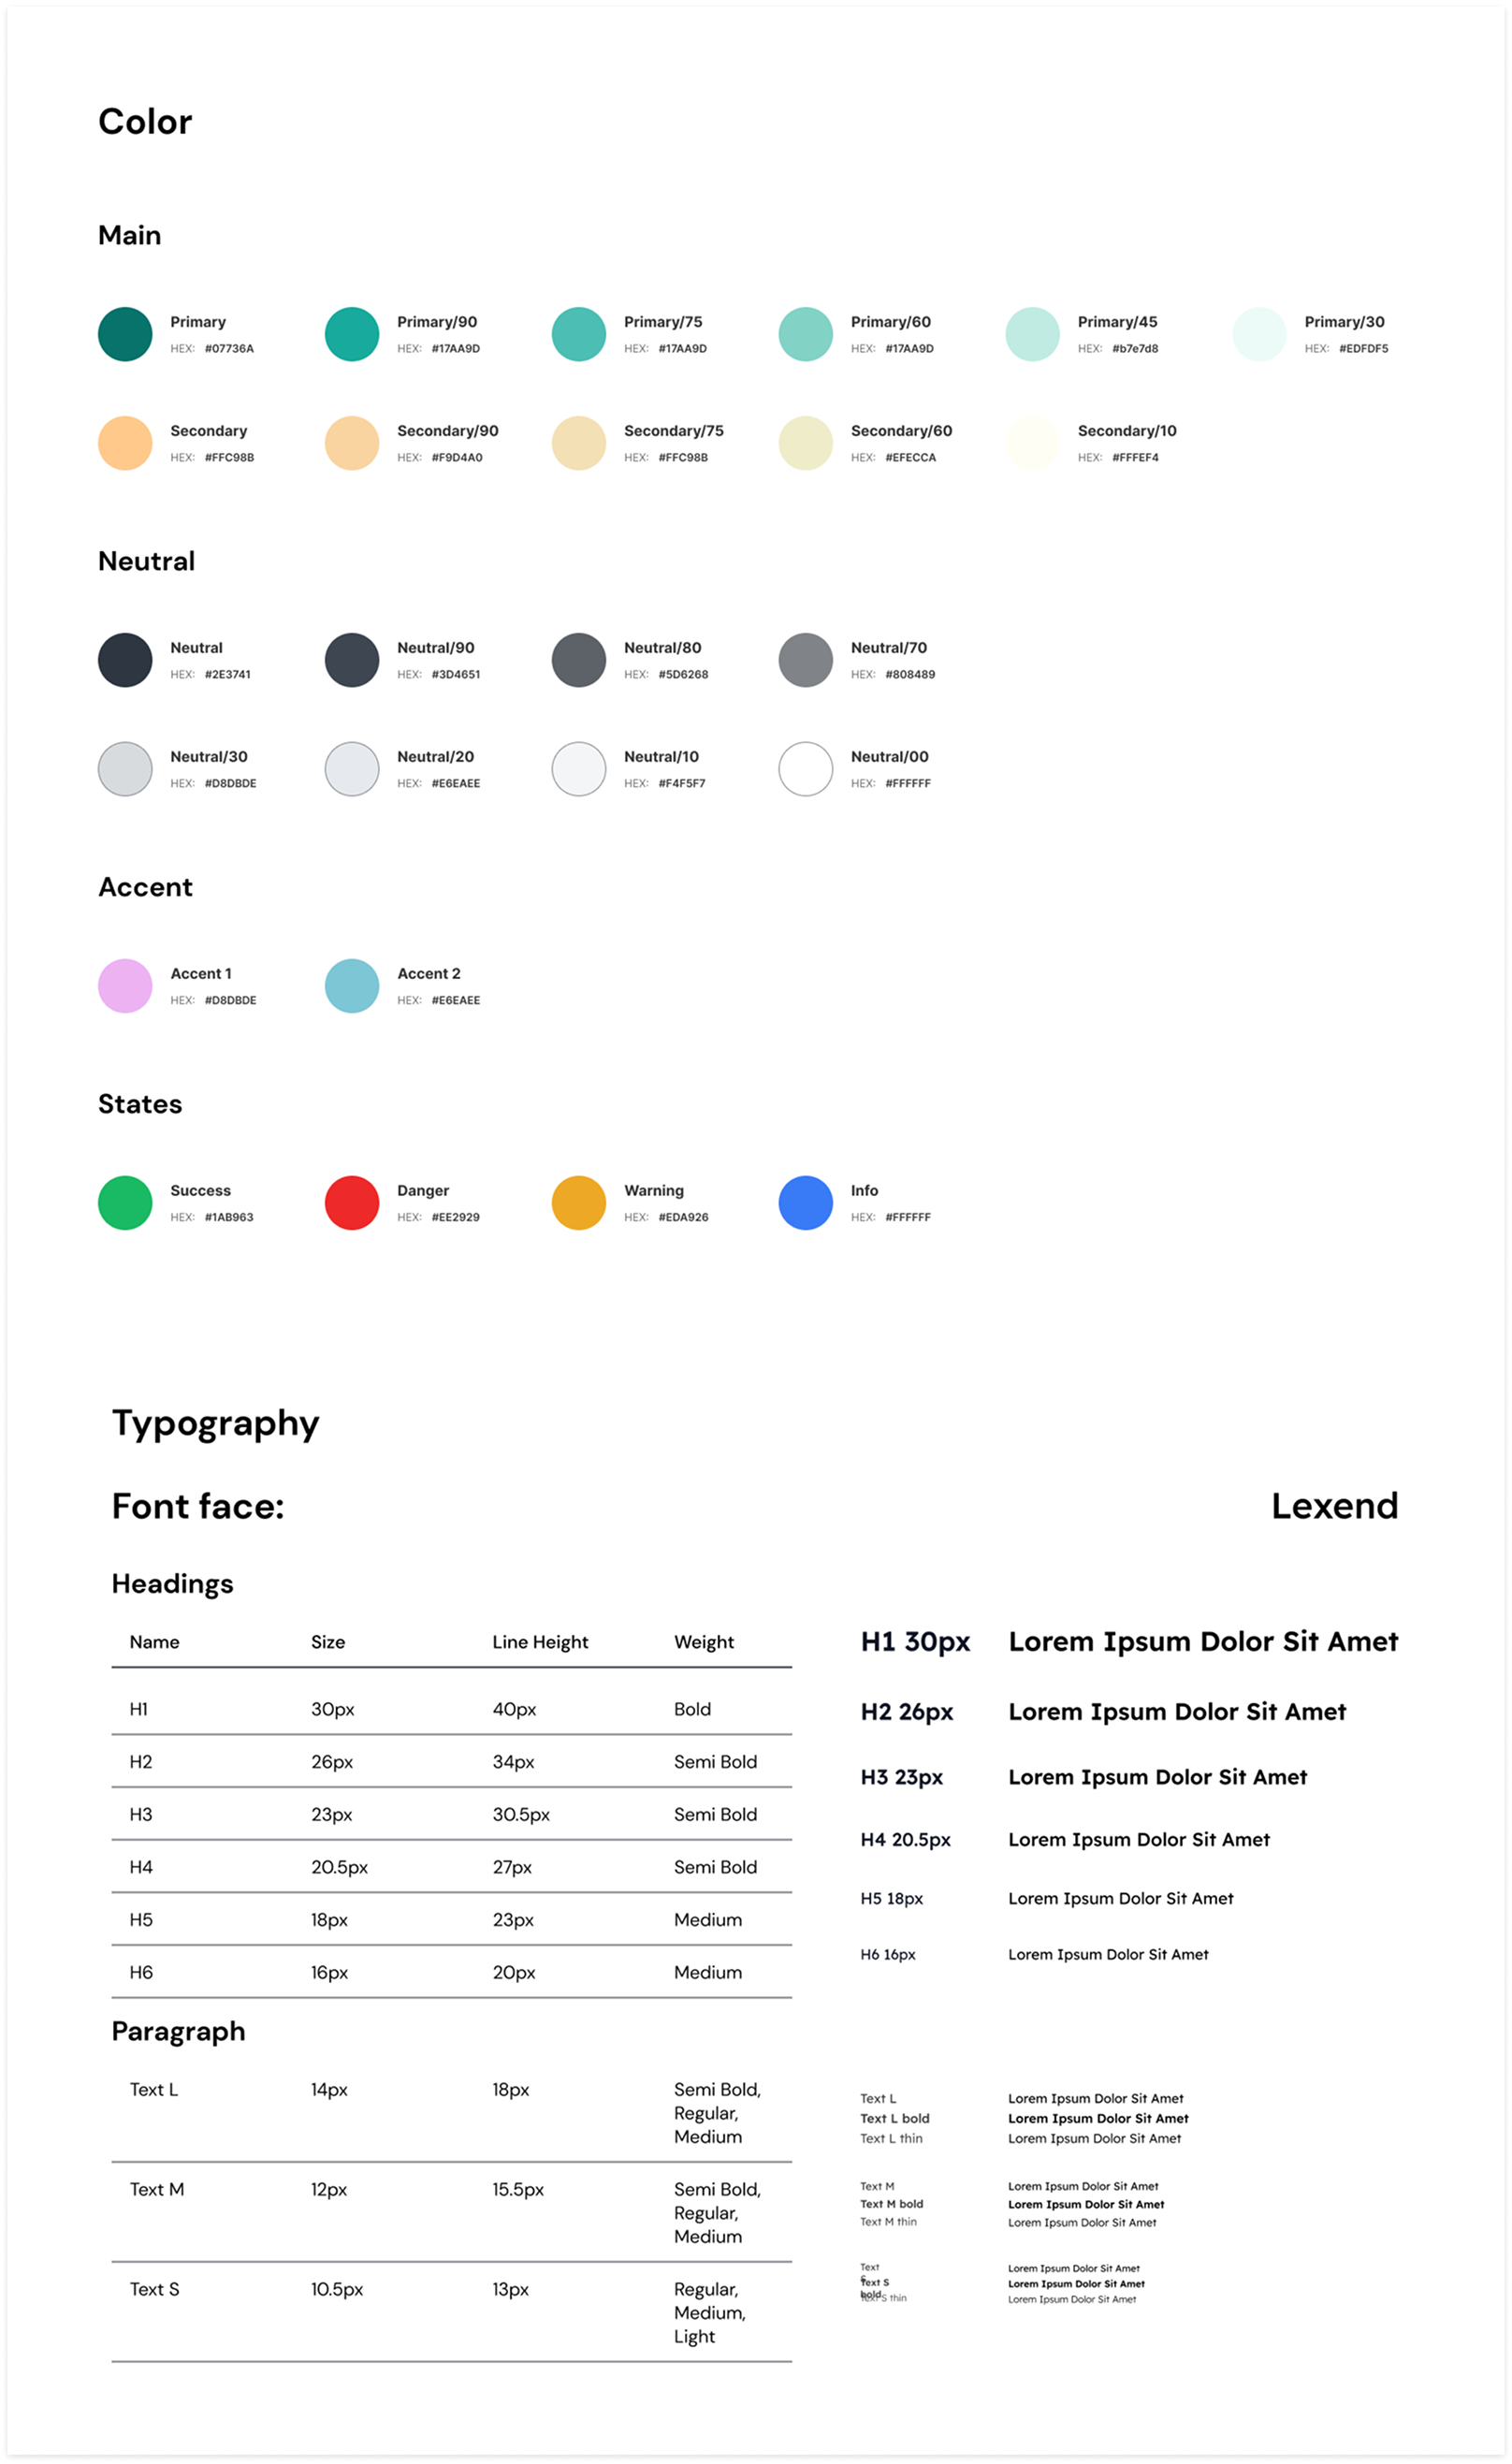 Color
Main
Primary
HEX: #07736A
Primary/90
HEX: #17AA9D
Primary/75
HEX: #17AA9D
Primary/60
HEX: #17AA9D
Primary/45
HEX: #b7e7d8
Primary/30
HEX: #EDFDF5
Secondary
HEX: #FFC98B
Secondary/90
HEX: #F9D4A0
Secondary/75
HEX: #FFC98B
Secondary/60
HEX: #EFECCA
Secondary/10
HEX: #FFFEF4
Neutral
Neutral
HEX: #2E3741
Neutral/90
HEX: #3D4651
Neutral/80
HEX: #5D6268
Neutral/70
HEX: #808489
Neutral/30
HEX: #D8DBDE
Neutral/20
HEX: #E6EAEE
Neutral/10
HEX: #F4F5F7
Neutral/00
HEX: #FFFFFF
Accent
Accent 1
HEX: #D8DBDE
Accent 2
HEX: #E6EAEE
States
Success
HEX: #1AB963
Danger
HEX: #EE2929
Warning
HEX: #EDA926
Info
HEX: #FFFFFF
Typography
Font face: Lexend
Headings
Name Size Line Height Weight
H1 30px 40px Bold
H2 26px 34px Semi Bold
H3 23px 30.5px Semi Bold
H4 20.5px 27px Semi Bold
H5 18px 23px Medium
H6 16px 20px Medium
H1 30px Lorem Ipsum Dolor Sit Amet
H2 26px Lorem Ipsum Dolor Sit Amet
H3 23px Lorem Ipsum Dolor Sit Amet
H4 20.5px Lorem Ipsum Dolor Sit Amet
H5 18px Lorem Ipsum Dolor Sit Amet
H6 16px Lorem Ipsum Dolor Sit Amet
Paragraph
Text L 14px 18px Semi Bold,
Regular,
Medium
Text M 12px 15.5px Semi Bold,
Regular,
Medium
Text S 10.5px 13px Regular,
Medium,
Light
Text L Lorem Ipsum Dolor Sit Amet
Text L bold Lorem Ipsum Dolor Sit Amet
Text L thin Lorem Ipsum Dolor Sit Amet
Text M Lorem Ipsum Dolor Sit Amet
Text M bold Lorem Ipsum Dolor Sit Amet
Text M thin Lorem Ipsum Dolor Sit Amet
Text S Lorem Ipsum Dolor Sit Amet
Text S bold Lorem Ipsum Dolor Sit Amet
Text S thin Lorem Ipsum Dolor Sit Amet